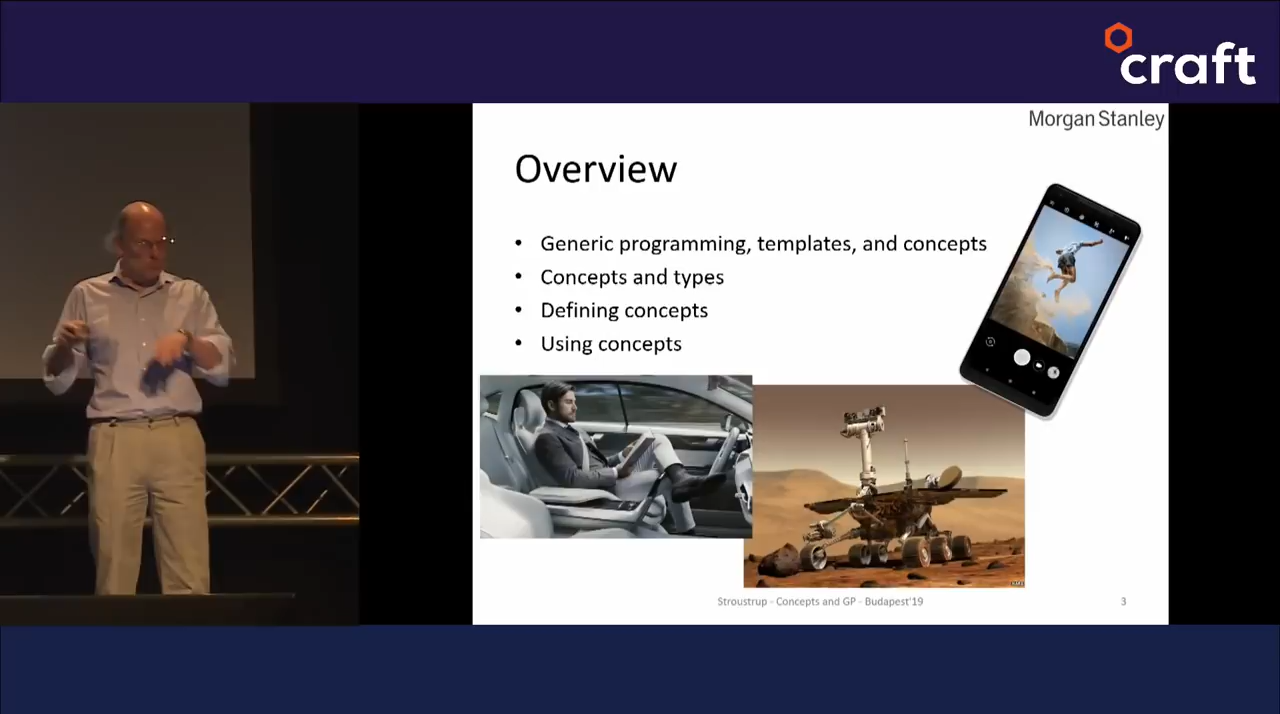 craft
Morgan Stanley
Overview
• Generic programming, templates, and concepts
• Concepts and types
• Defining concepts
• Using concepts
Stroustrup - Concepts and GP - Budapest'19
3